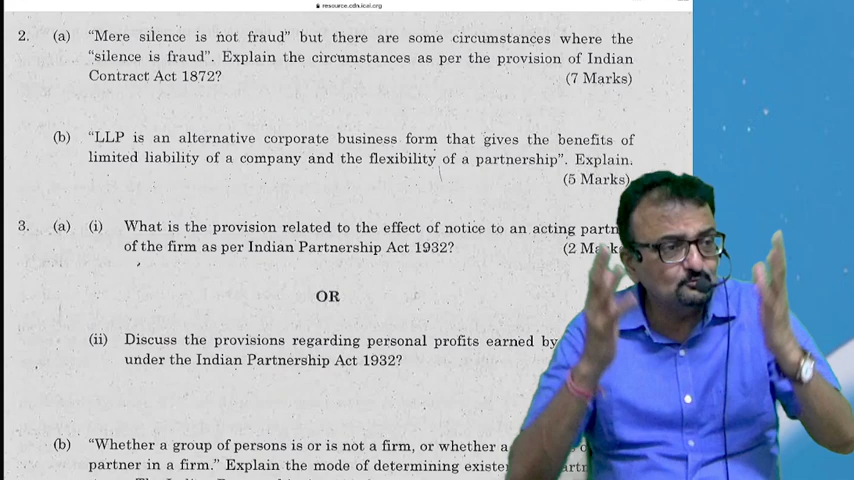 resource.cdn.icai.org
2. (a) “Mere silence is not fraud” but there are some circumstances where the
“silence is fraud”. Explain the circumstances as per the provision of Indian
Contract Act 1872?
(7 Marks)
(b) “LLP is an alternative corporate business form that gives the benefits of
limited liability of a company and the flexibility of a partnership”. Explain.
(5 Marks)
3. (a) (i) What is the provision related to the effect of notice to an acting
of the firm as per Indian Partnership Act 1932?
(2
OR
(ii) Discuss the provisions regarding personal profits earned by
under the Indian Partnership Act 1932?
(b) “Whether a group of persons is or is not a firm, or whether a
partner in a firm.” Explain the mode of determining